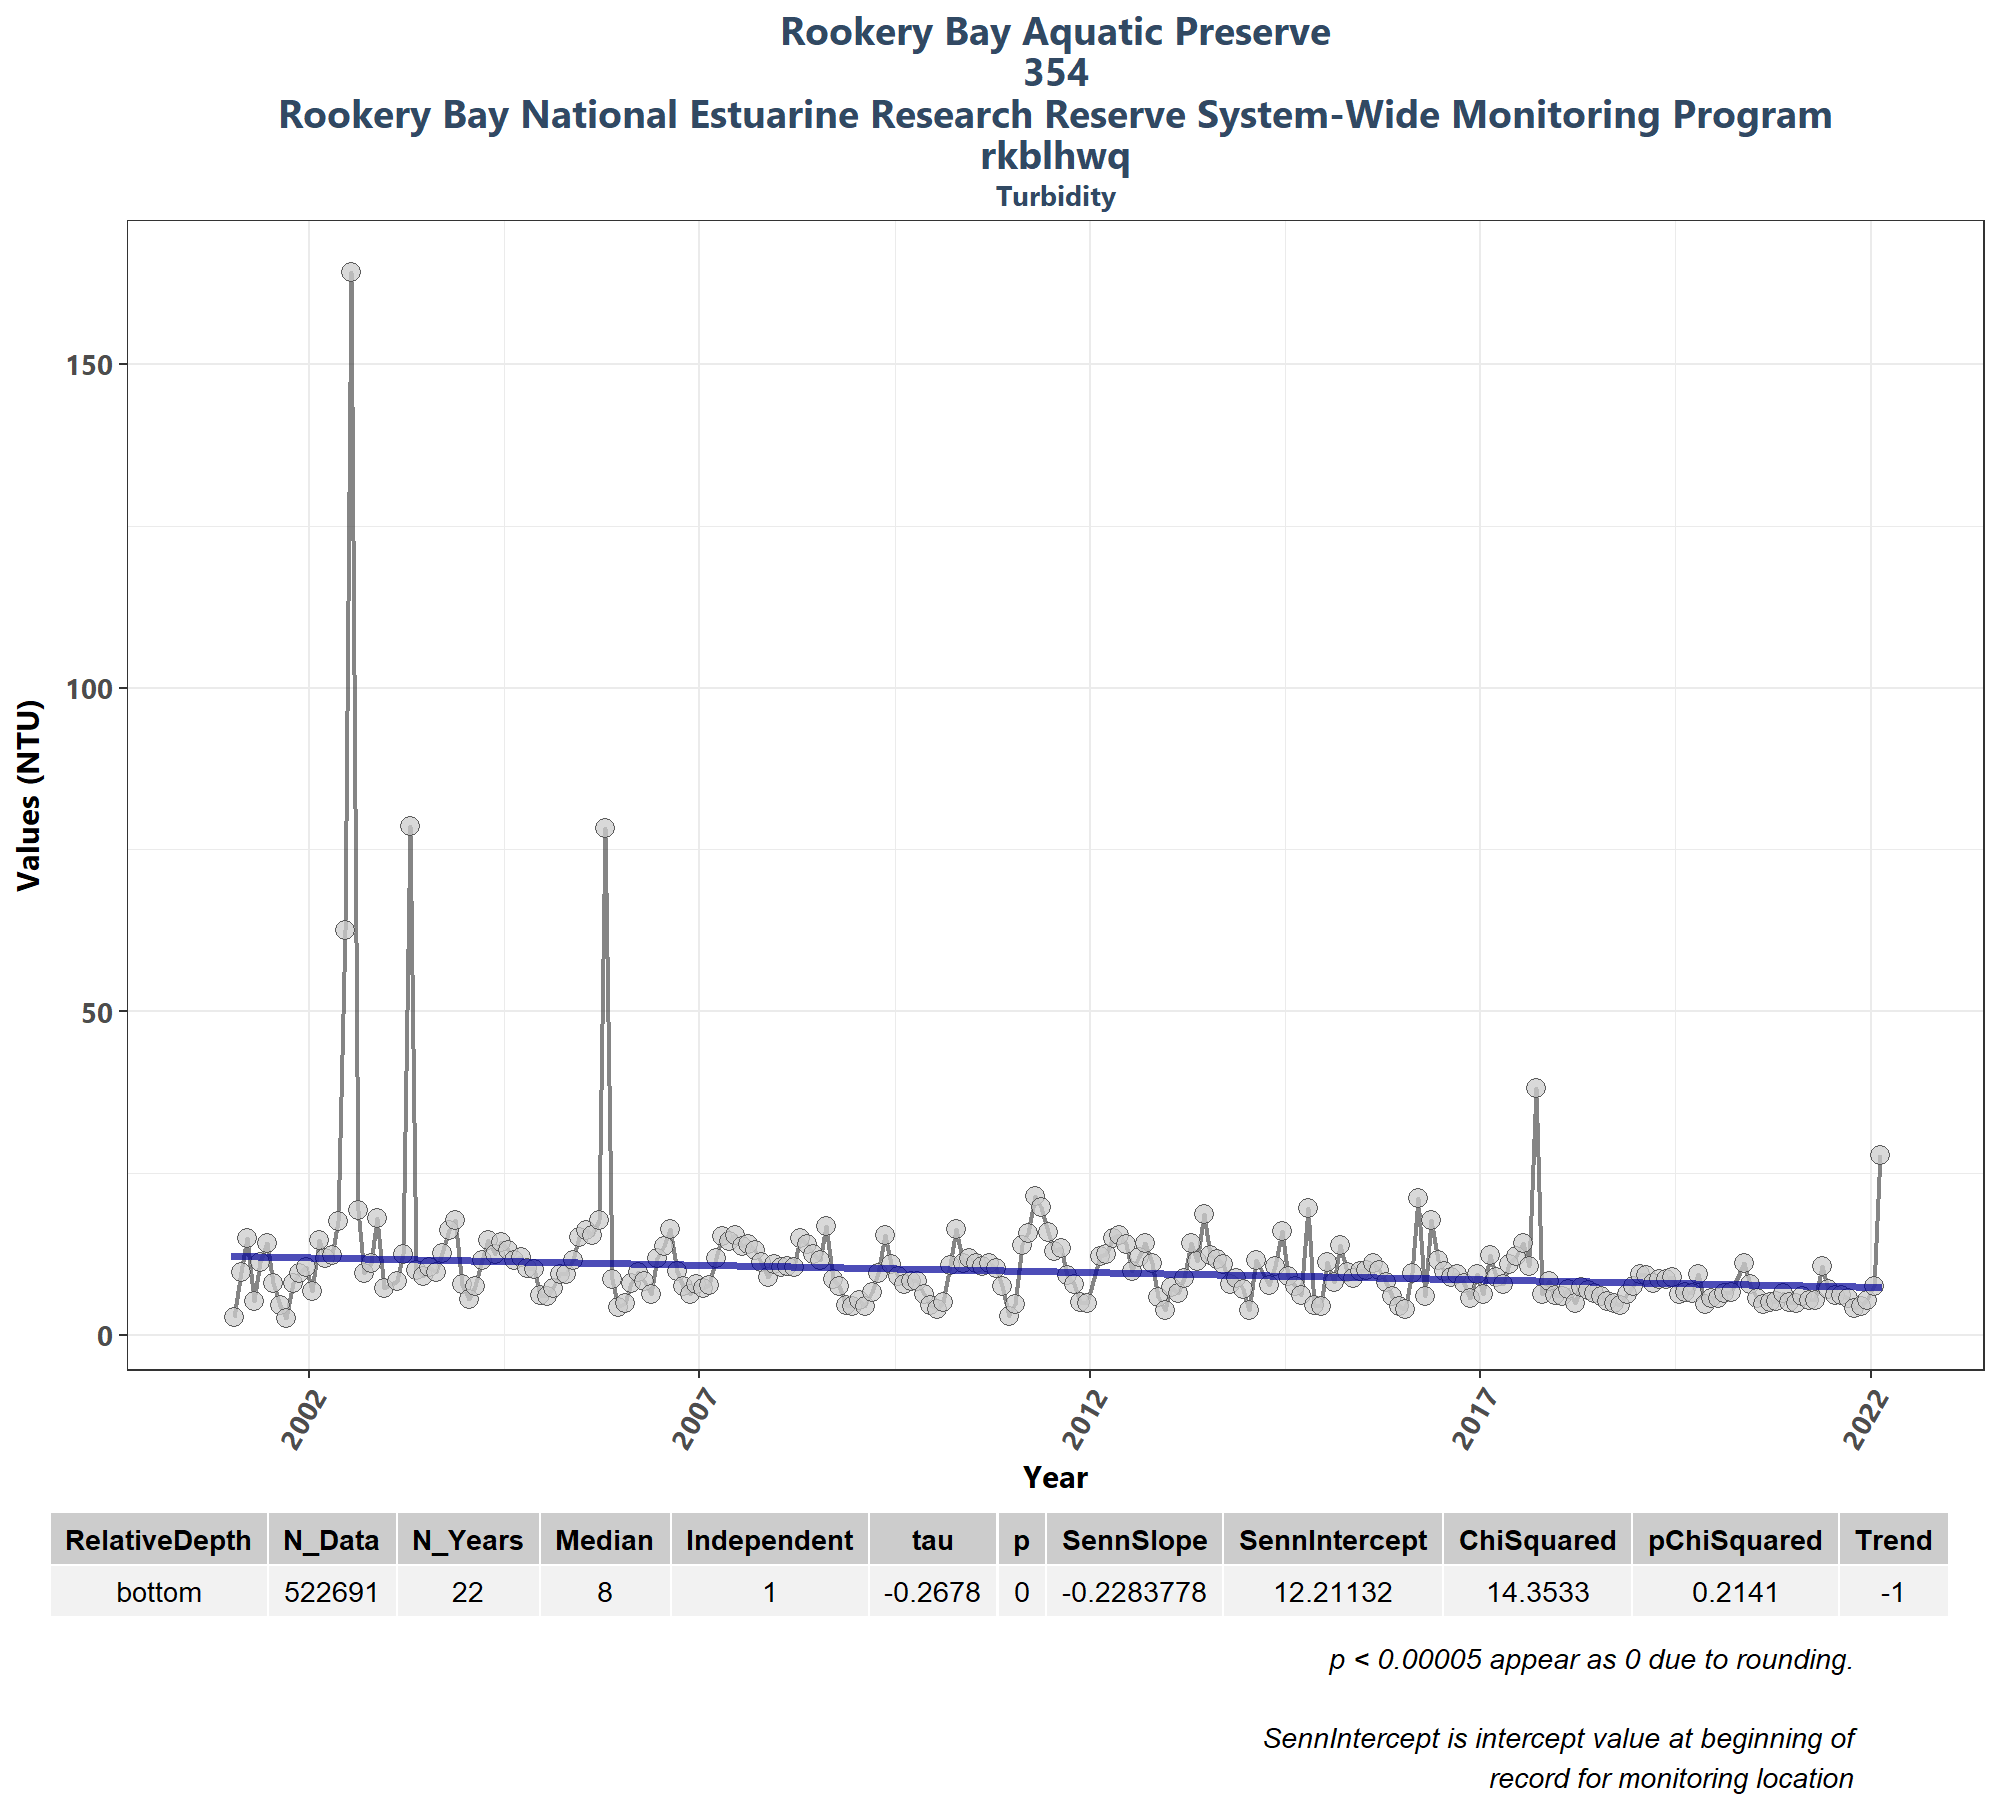 Rookery Bay Aquatic Preserve
354
Rookery Bay National Estuarine Research Reserve System-Wide Monitoring Program
rkblhwq
Turbidity
150
100
50
0
Values (NTU)
2002 2007 2012 2017 2022
Year
RelativeDepth N_Data N_Years Median Independent tau p SennSlope SennIntercept ChiSquared pChiSquared Trend
bottom 522691 22 8 1 -0.2678 0 -0.2283778 12.21132 14.3533 0.2141 -1
p < 0.00005 appear as 0 due to rounding.
SennIntercept is intercept value at beginning of
record for monitoring location